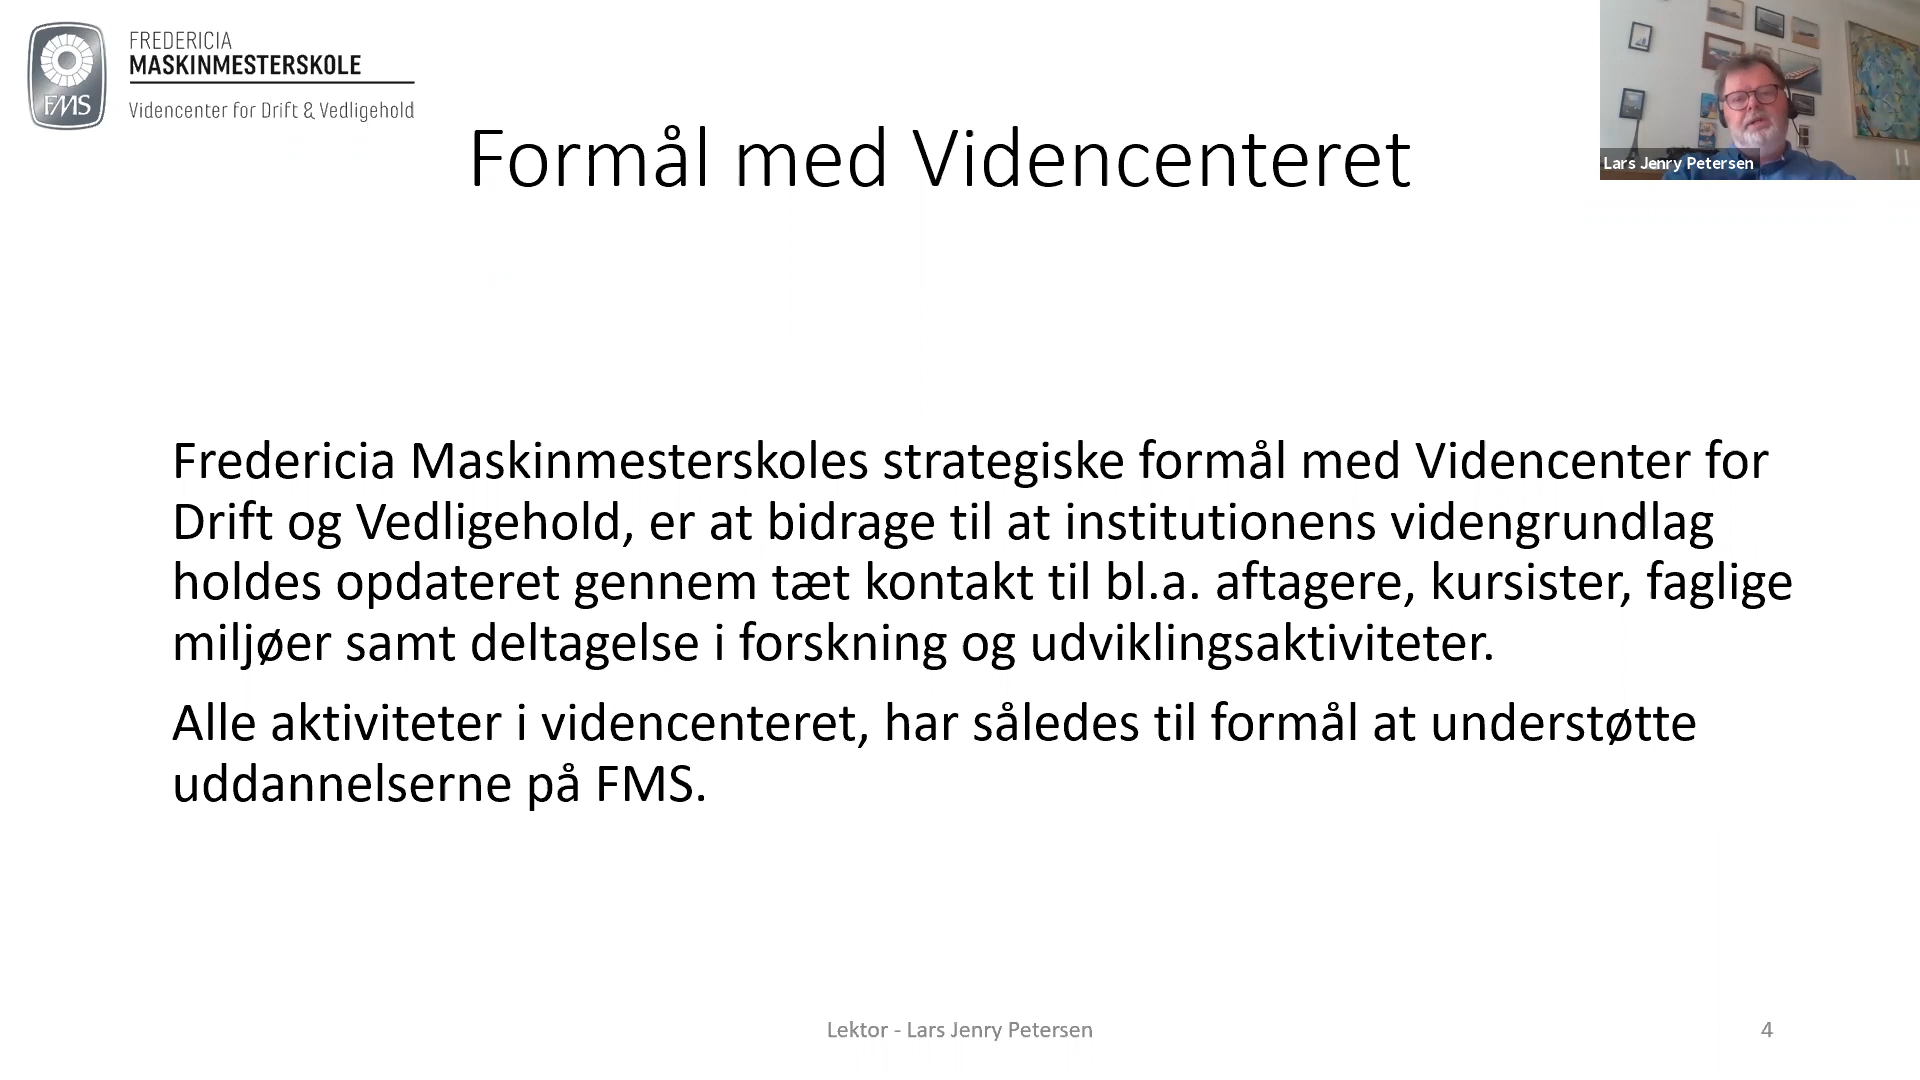 FREDERICIA
MASKINMESTERSKOLE
FMS
Videncenter for Drift & Vedligehold
Formål med Videncenteret
Lars Jenry Petersen
Fredericia Maskinmesterskoles strategiske formål med Videncenter for
Drift og Vedligehold, er at bidrage til at institutionens videngrundlag
holdes opdateret gennem tæt kontakt til bl.a. aftagere, kursister, faglige
miljøer samt deltagelse i forskning og udviklingsaktiviteter.
Alle aktiviteter i videncenteret, har således til formål at understøtte
uddannelserne på FMS.
Lektor - Lars Jenry Petersen
4